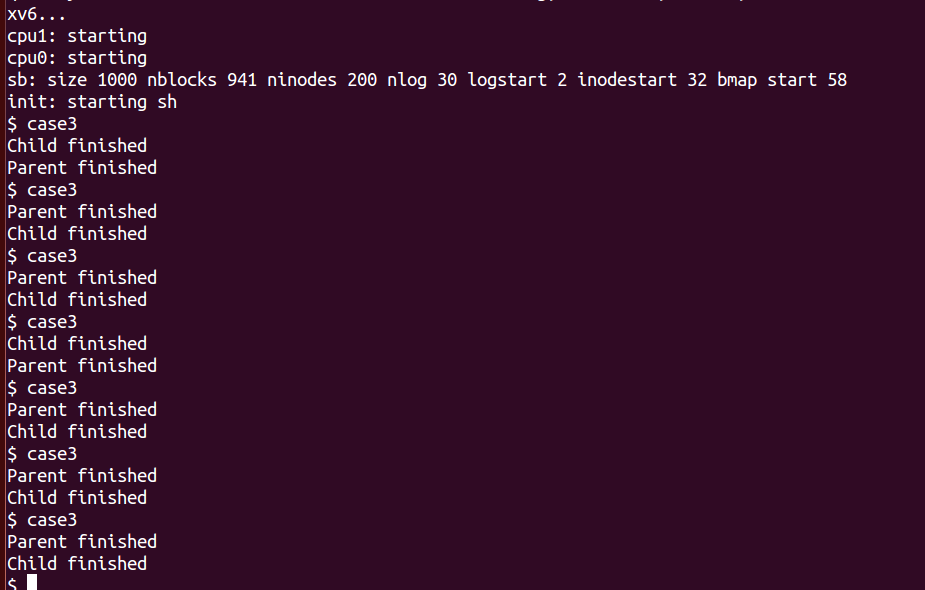 xv6...
cpu1: starting
cpu0: starting
sb: size 1000 nblocks 941 ninodes 200 nlog 30 logstart 2 inodestart 32 bmap start 58
init: starting sh
$ case3
Child finished
Parent finished
$ case3
Parent finished
Child finished
$ case3
Parent finished
Child finished
$ case3
Child finished
Parent finished
$ case3
Parent finished
Child finished
$ case3
Parent finished
Child finished
$ case3
Parent finished
Child finished
$